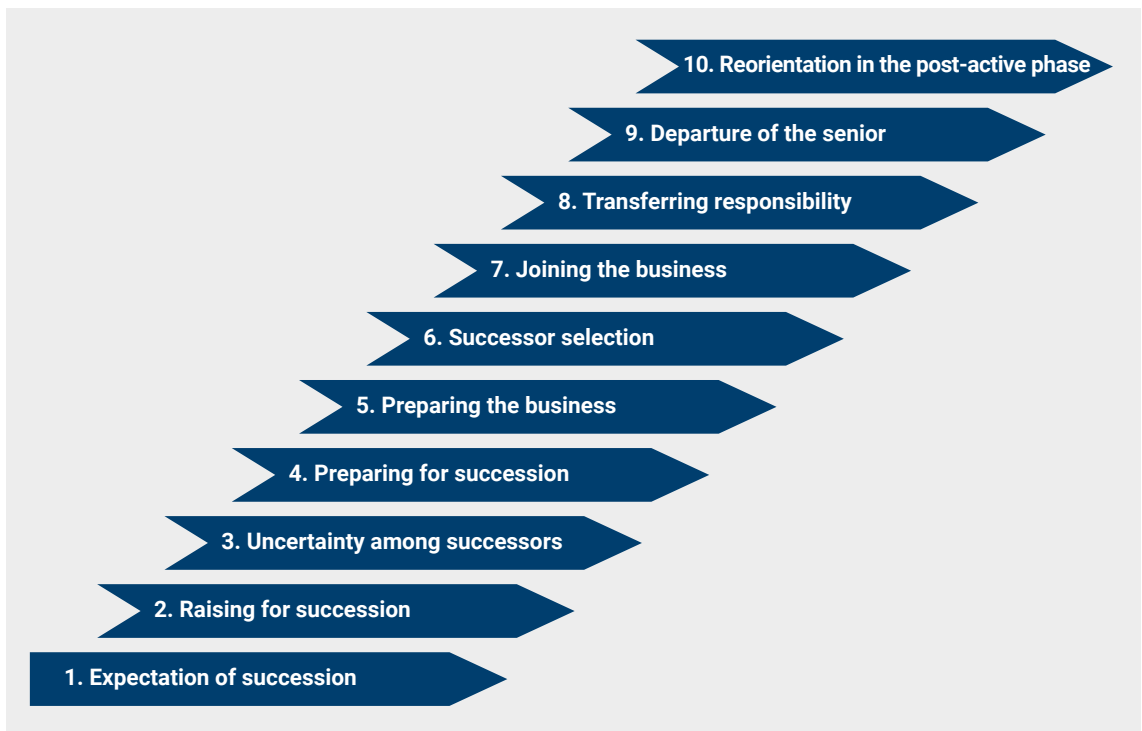 10. Reorientation in the post-active phase
9. Departure of the senior
8. Transferring responsibility
7. Joining the business
6. Successor selection
5. Preparing the business
4. Preparing for succession
3. Uncertainty among successors
2. Raising for succession
1. Expectation of succession